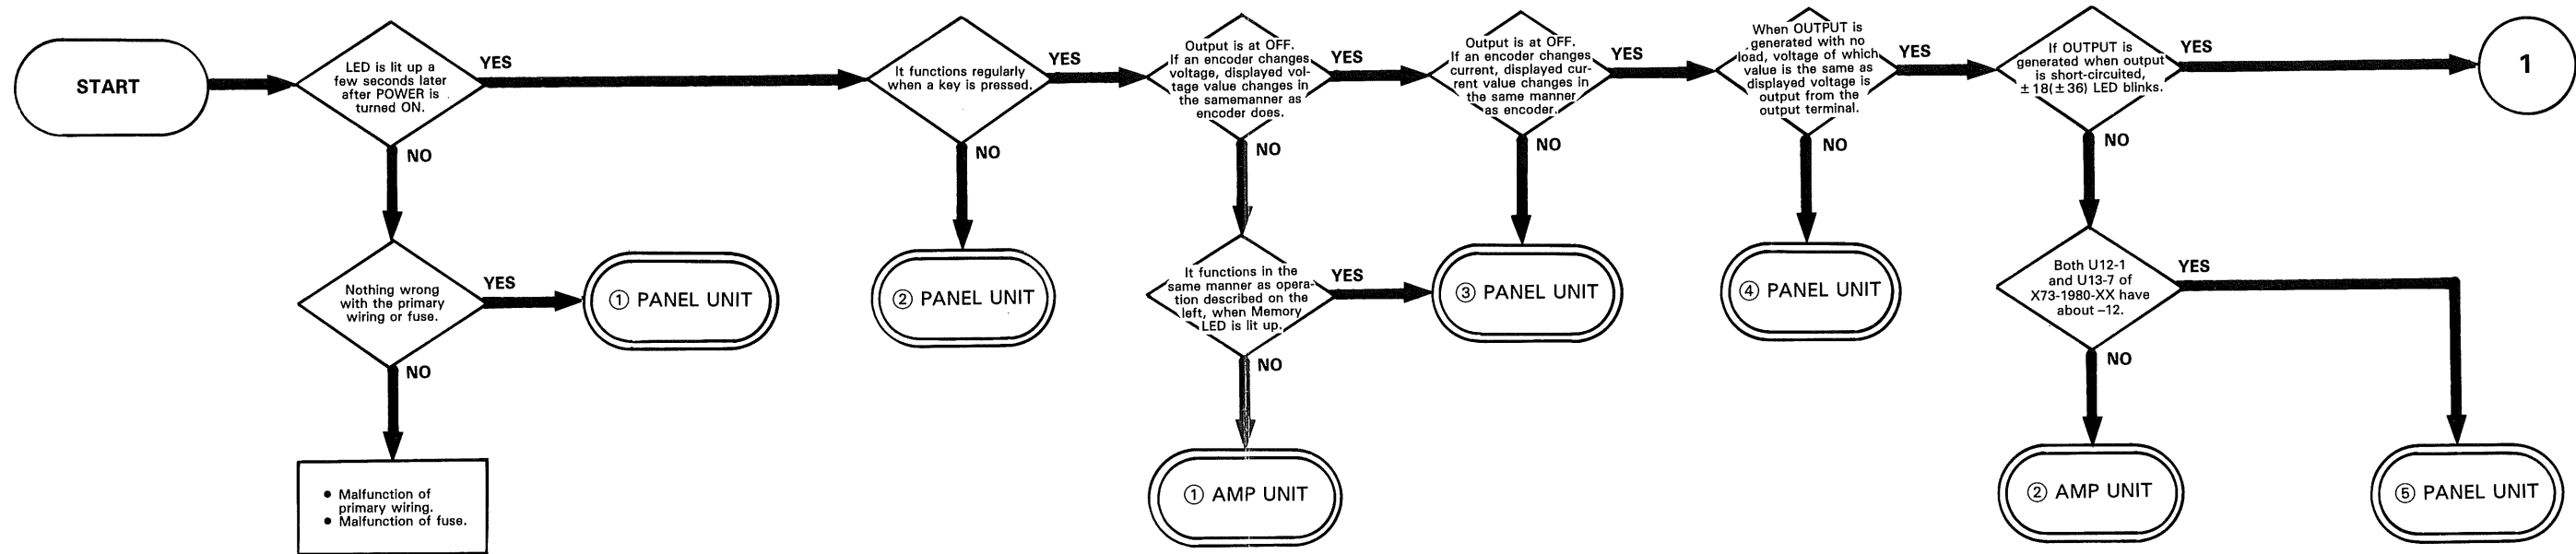 START
LED is lit up a
few seconds later
after POWER is
turned ON.
YES
NO
Nothing wrong
with the primary
wiring or fuse.
YES
① PANEL UNIT
NO
● Malfunction of
primary wiring.
● Malfunction of fuse.
It functions regularly
when a key is pressed.
YES
NO
② PANEL UNIT
Output is at OFF.
If an encoder changes
voltage, displayed vol-
tage value changes in
the samemanner as
encoder does.
YES
NO
It functions in the
same manner as opera-
tion described on the
left, when Memory
LED is lit up.
YES
NO
① AMP UNIT
Output is at OFF.
If an encoder changes
current, displayed cur-
rent value changes in
the same manner
as encoder.
YES
NO
③ PANEL UNIT
When OUTPUT is
generated with no
load, voltage of which
value is the same as
displayed voltage is
output from the
output terminal.
YES
NO
④ PANEL UNIT
If OUTPUT is
generated when output
is short-circuited,
±18(±36) LED blinks.
YES
1
NO
Both U12-1
and U13-7 of
X73-1980-XX have
about –12.
YES
NO
② AMP UNIT
⑤ PANEL UNIT